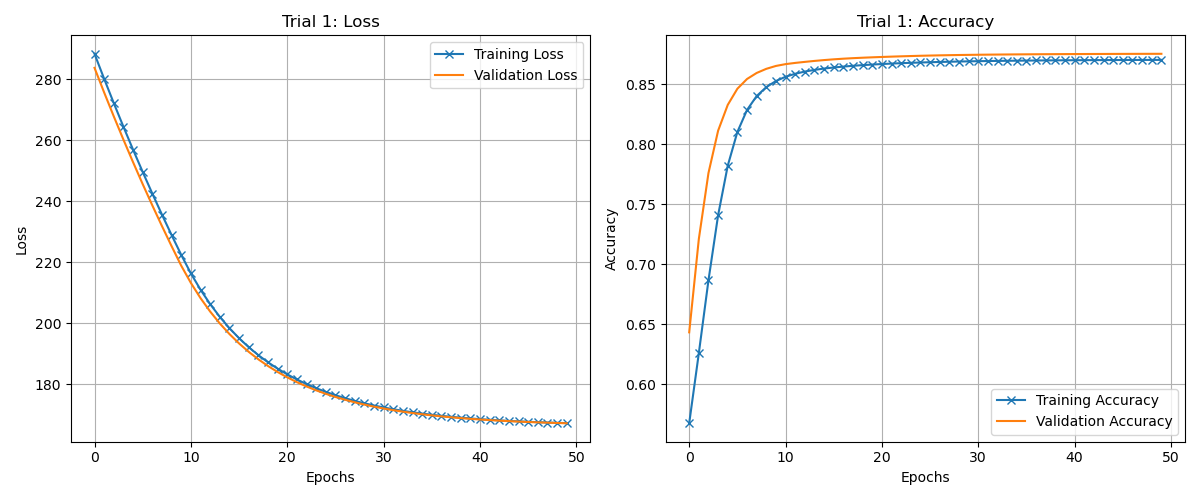 Trial 1: Loss
Training Loss
Validation Loss
Loss
280
260
240
220
200
180
0 10 20 30 40 50
Epochs
Trial 1: Accuracy
Accuracy
0.85
0.80
0.75
0.70
0.65
0.60
Training Accuracy
Validation Accuracy
0 10 20 30 40 50
Epochs